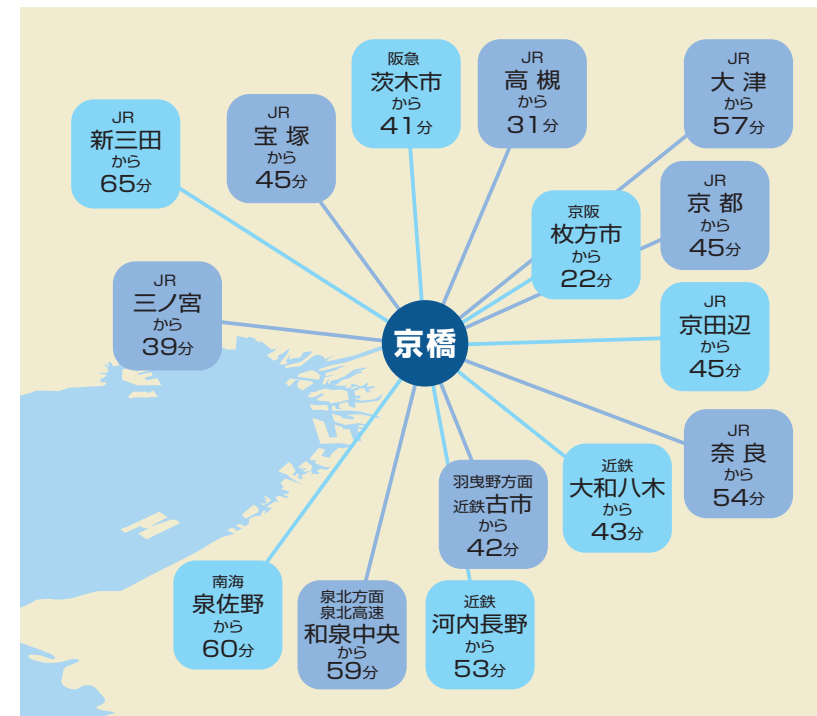 阪急
茨木市
から
41分
JR
高槻
から
31分
JR
大津
から
57分
JR
宝塚
から
45分
JR
新三田
から
65分
JR
京都
から
45分
京阪
枚方市
から
22分
JR
三ノ宮
から
39分
京橋
JR
京田辺
から
45分
JR
奈良
から
54分
近鉄
大和八木
から
43分
羽曳野方面
近鉄古市
から
42分
南海
泉佐野
から
60分
泉北方面
泉北高速
和泉中央
から
59分
近鉄
河内長野
から
53分